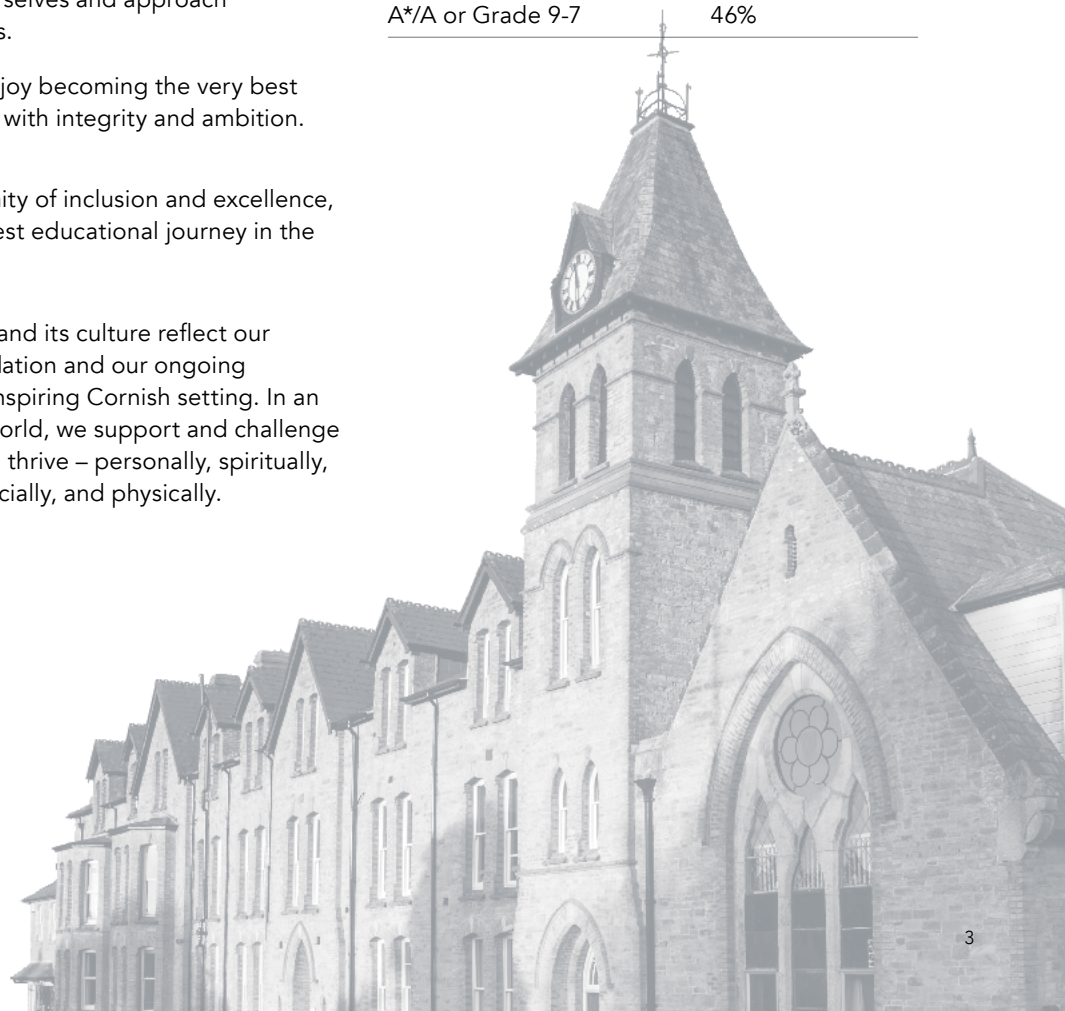 selves and approach
s.
joy becoming the very best
with integrity and ambition.
ity of inclusion and excellence,
est educational journey in the
and its culture reflect our
lation and our ongoing
nspiring Cornish setting. In an
orld, we support and challenge
thrive – personally, spiritually,
cially, and physically.
A*/A or Grade 9-7 46%
3